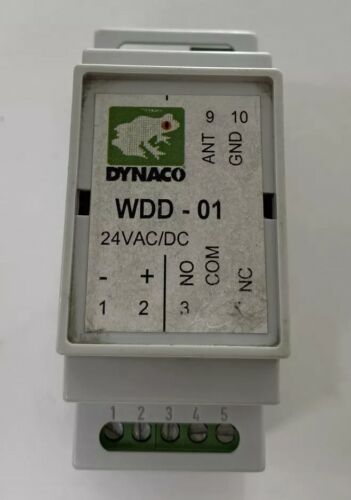 9 10
ANT
GND
DYNACO
WDD - 01
24VAC/DC
- +
NO
COM
NC
1 2 3
1 2 3 4 5